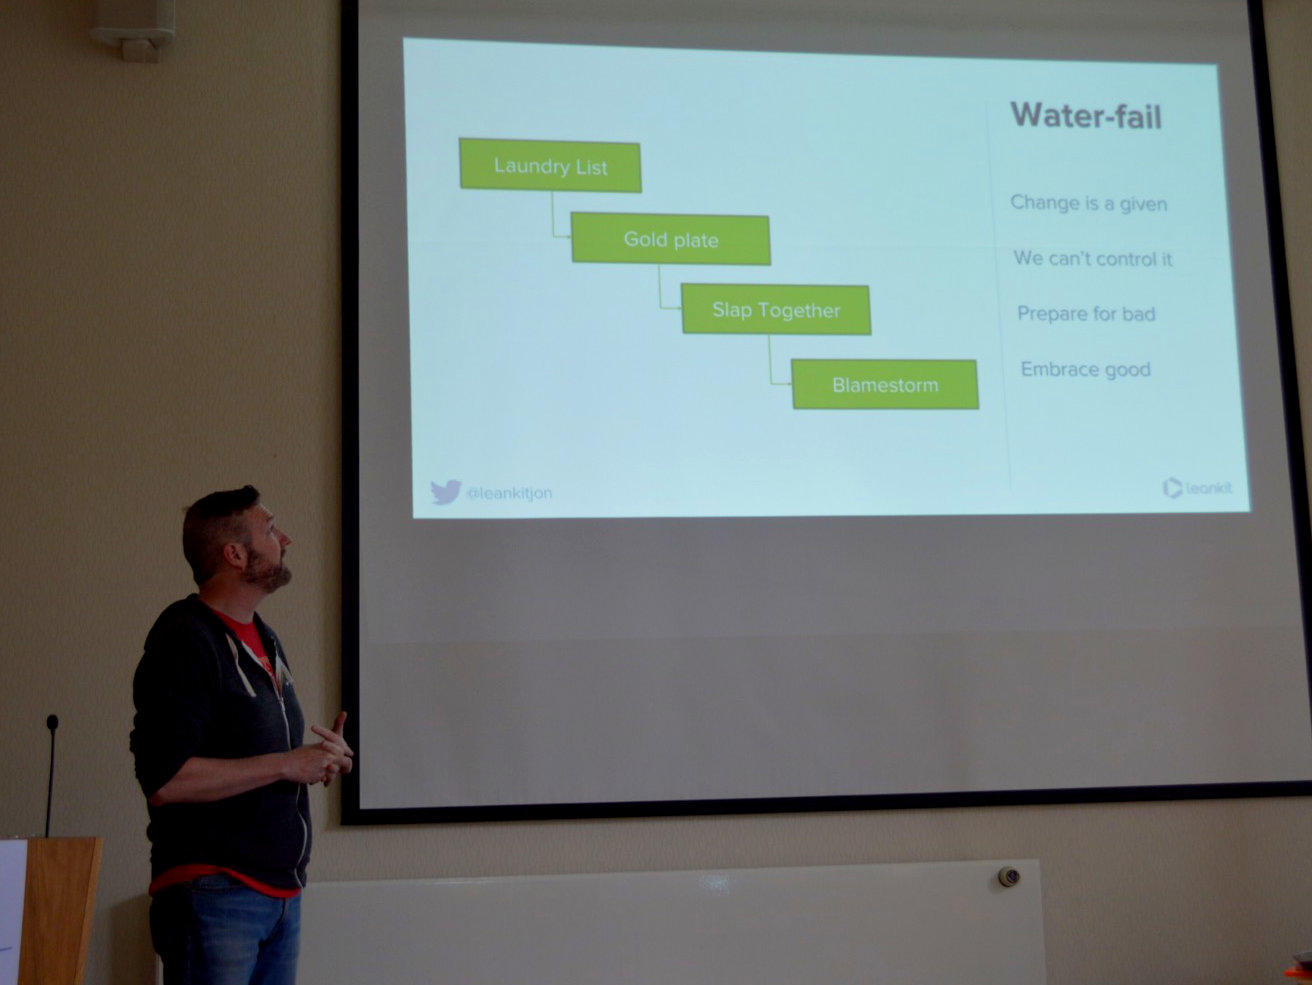 Water-fail
Laundry List
Gold plate
Slap Together
Blamestorm
Change is a given
We can't control it
Prepare for bad
Embrace good
@leankitjon
leankit